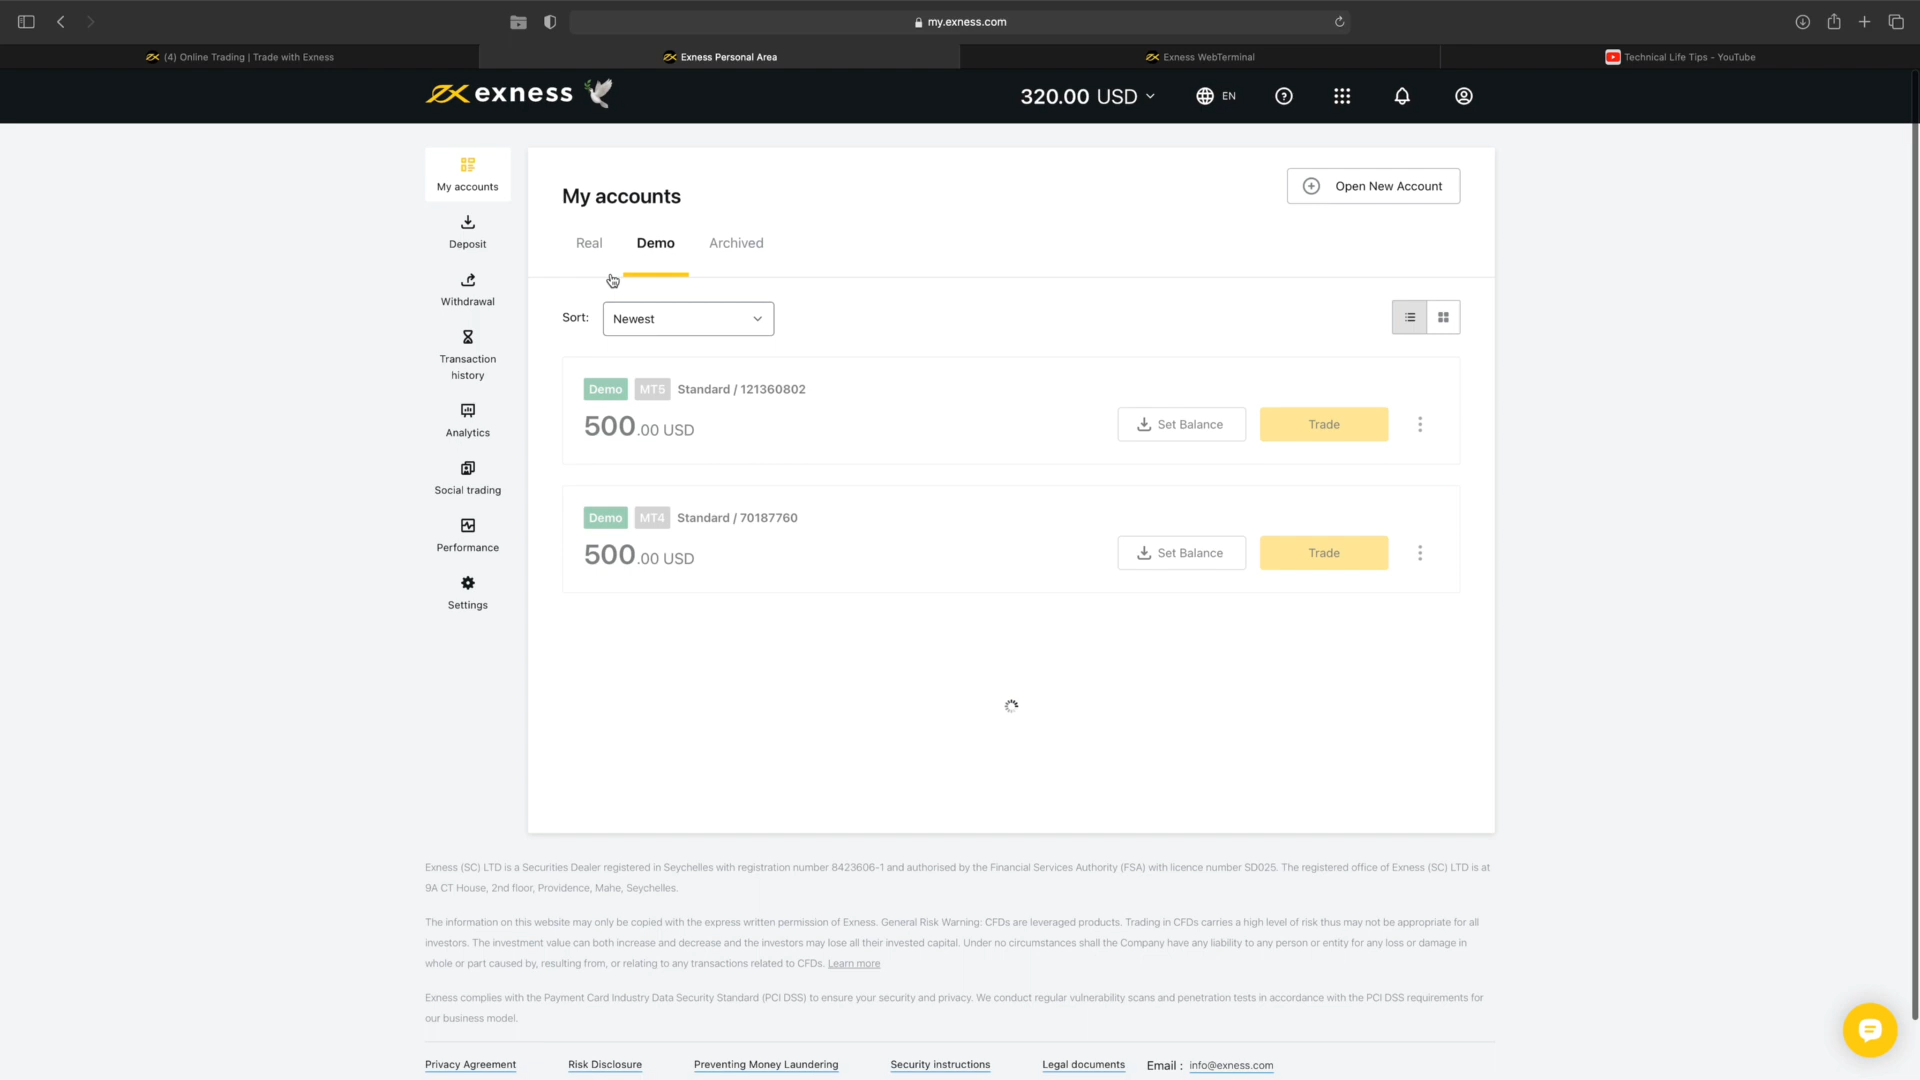 my.exness.com
(4) Online Trading | Trade with Exness
Exness Personal Area
Exness WebTerminal
Technical Life Tips - YouTube
exness
320.00 USD
EN
My accounts
Deposit
Withdrawal
Transaction
history
Analytics
Social trading
Performance
Settings
My accounts
Open New Account
Real
Demo
Archived
Sort:
Newest
Demo MT5 Standard / 121360802
500.00 USD
Set Balance
Trade
Demo MT4 Standard / 70187760
500.00 USD
Set Balance
Trade
Exness (SC) LTD is a Securities Dealer registered in Seychelles with registration number 8423606-1 and authorised by the Financial Services Authority (FSA) with licence number SD025. The registered office of Exness (SC) LTD is at
9A CT House, 2nd floor, Providence, Mahe, Seychelles.
The information on this website may only be copied with the express written permission of Exness. General Risk Warning: CFDs are leveraged products. Trading in CFDs carries a high level of risk thus may not be appropriate for all
investors. The investment value can both increase and decrease and the investors may lose all their invested capital. Under no circumstances shall the Company have any liability to any person or entity for any loss or damage in
whole or part caused by, resulting from, or relating to any transactions related to CFDs. Learn more
Exness complies with the Payment Card Industry Data Security Standard (PCI DSS) to ensure your security and privacy. We conduct regular vulnerability scans and penetration tests in accordance with the PCI DSS requirements for
our business model.
Privacy Agreement
Risk Disclosure
Preventing Money Laundering
Security instructions
Legal documents
Email : info@exness.com